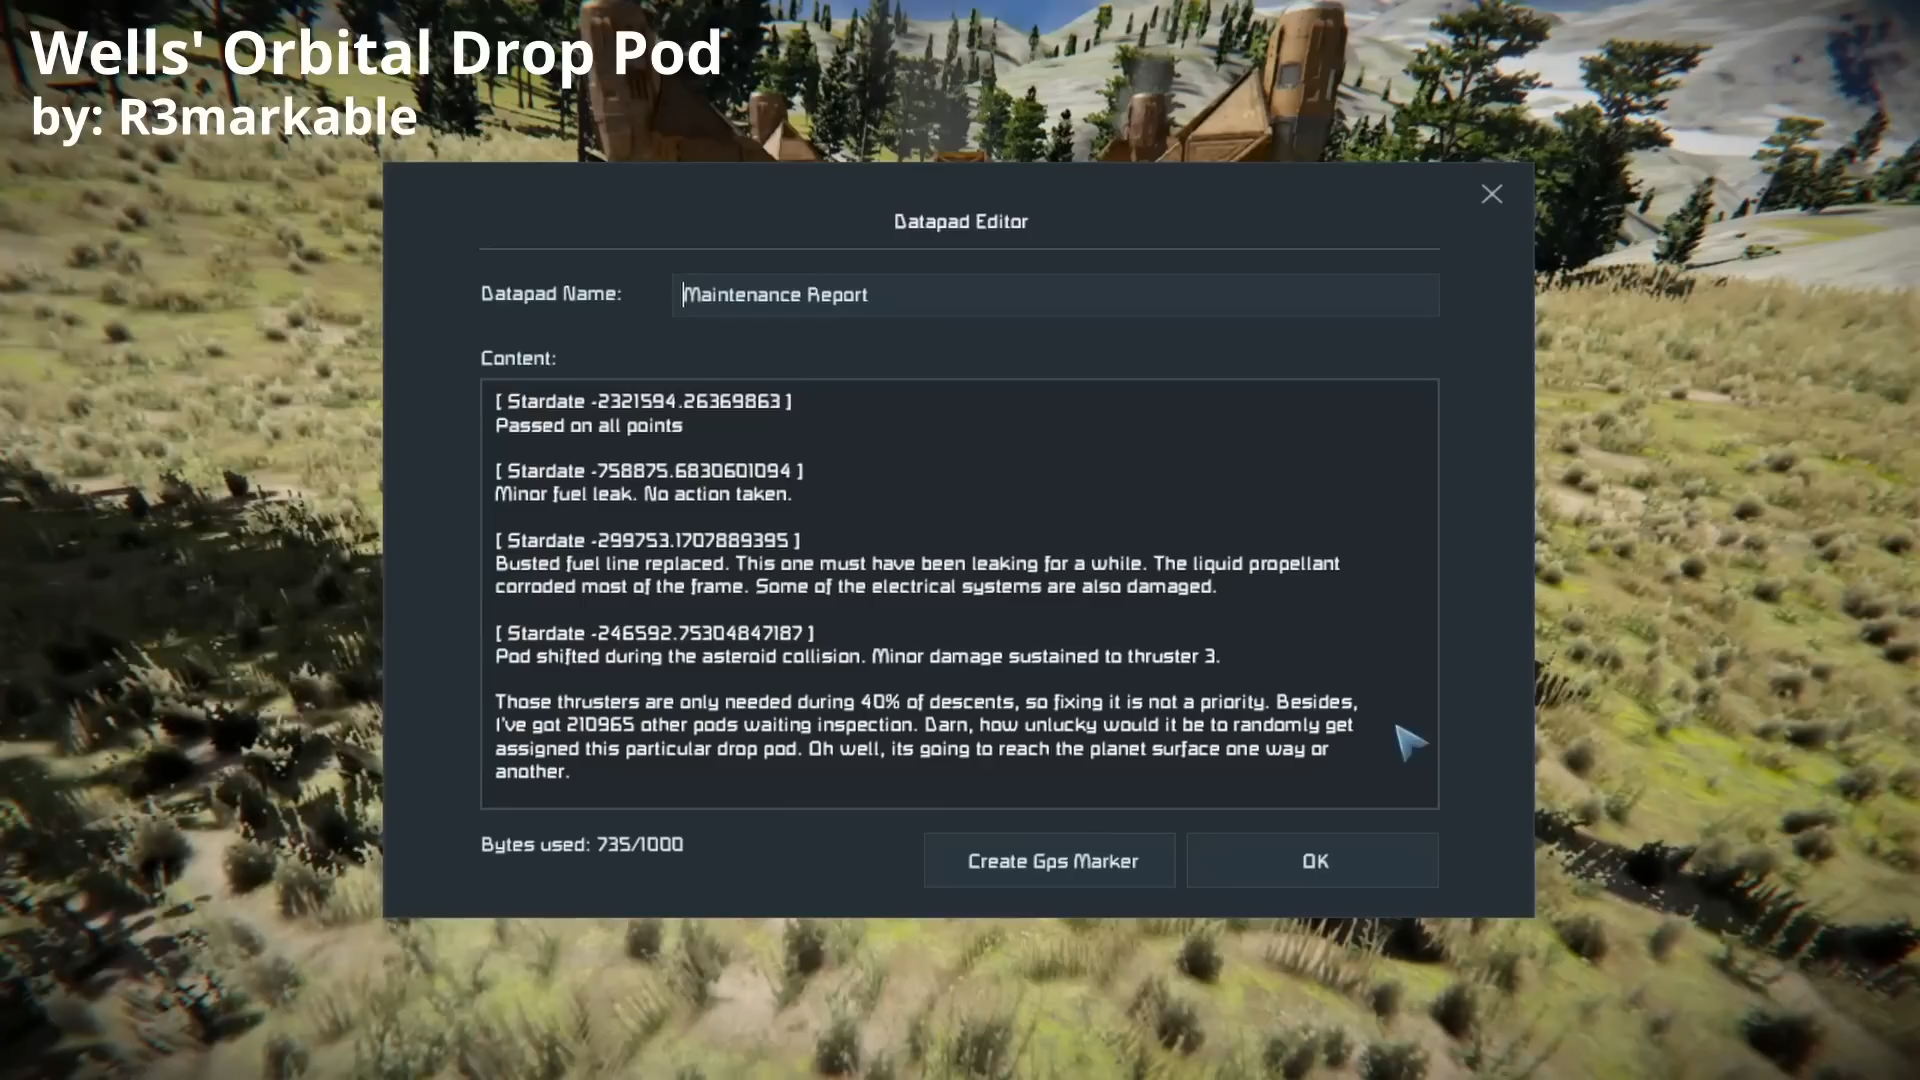 Wells' Orbital Drop Pod
by: R3markable
Datapad Editor
Datapad Name:
Maintenance Report
Content:
[ Stardate -2321594.26369863 ]
Passed on all points
[ Stardate -758875.6830601094 ]
Minor fuel leak. No action taken.
[ Stardate -299753.1707889395 ]
Busted fuel line replaced. This one must have been leaking for a while. The liquid propellant
corroded most of the frame. Some of the electrical systems are also damaged.
[ Stardate -246592.75304847187 ]
Pod shifted during the asteroid collision. Minor damage sustained to thruster 3.
Those thrusters are only needed during 40% of descents, so fixing it is not a priority. Besides,
I've got 210965 other pods waiting inspection. Darn, how unlucky would it be to randomly get
assigned this particular drop pod. Oh well, its going to reach the planet surface one way or
another.
Bytes used: 735/1000
Create Gps Marker
OK